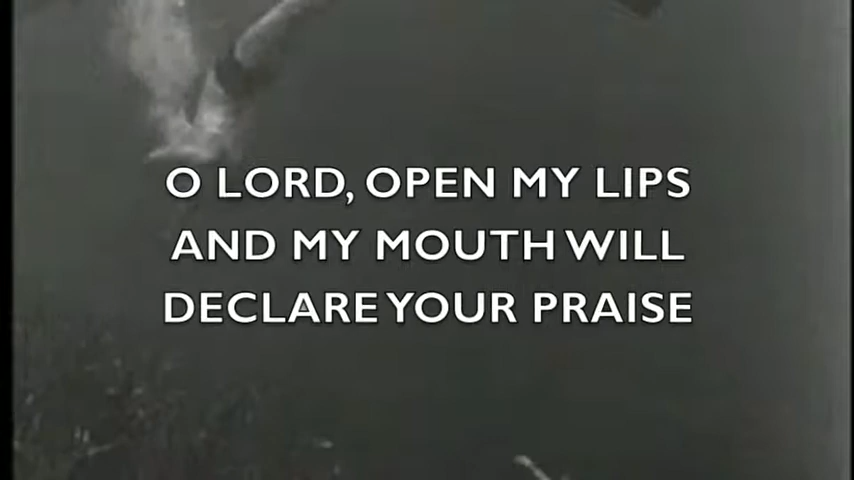 O LORD, OPEN MY LIPS
AND MY MOUTH WILL
DECLARE YOUR PRAISE